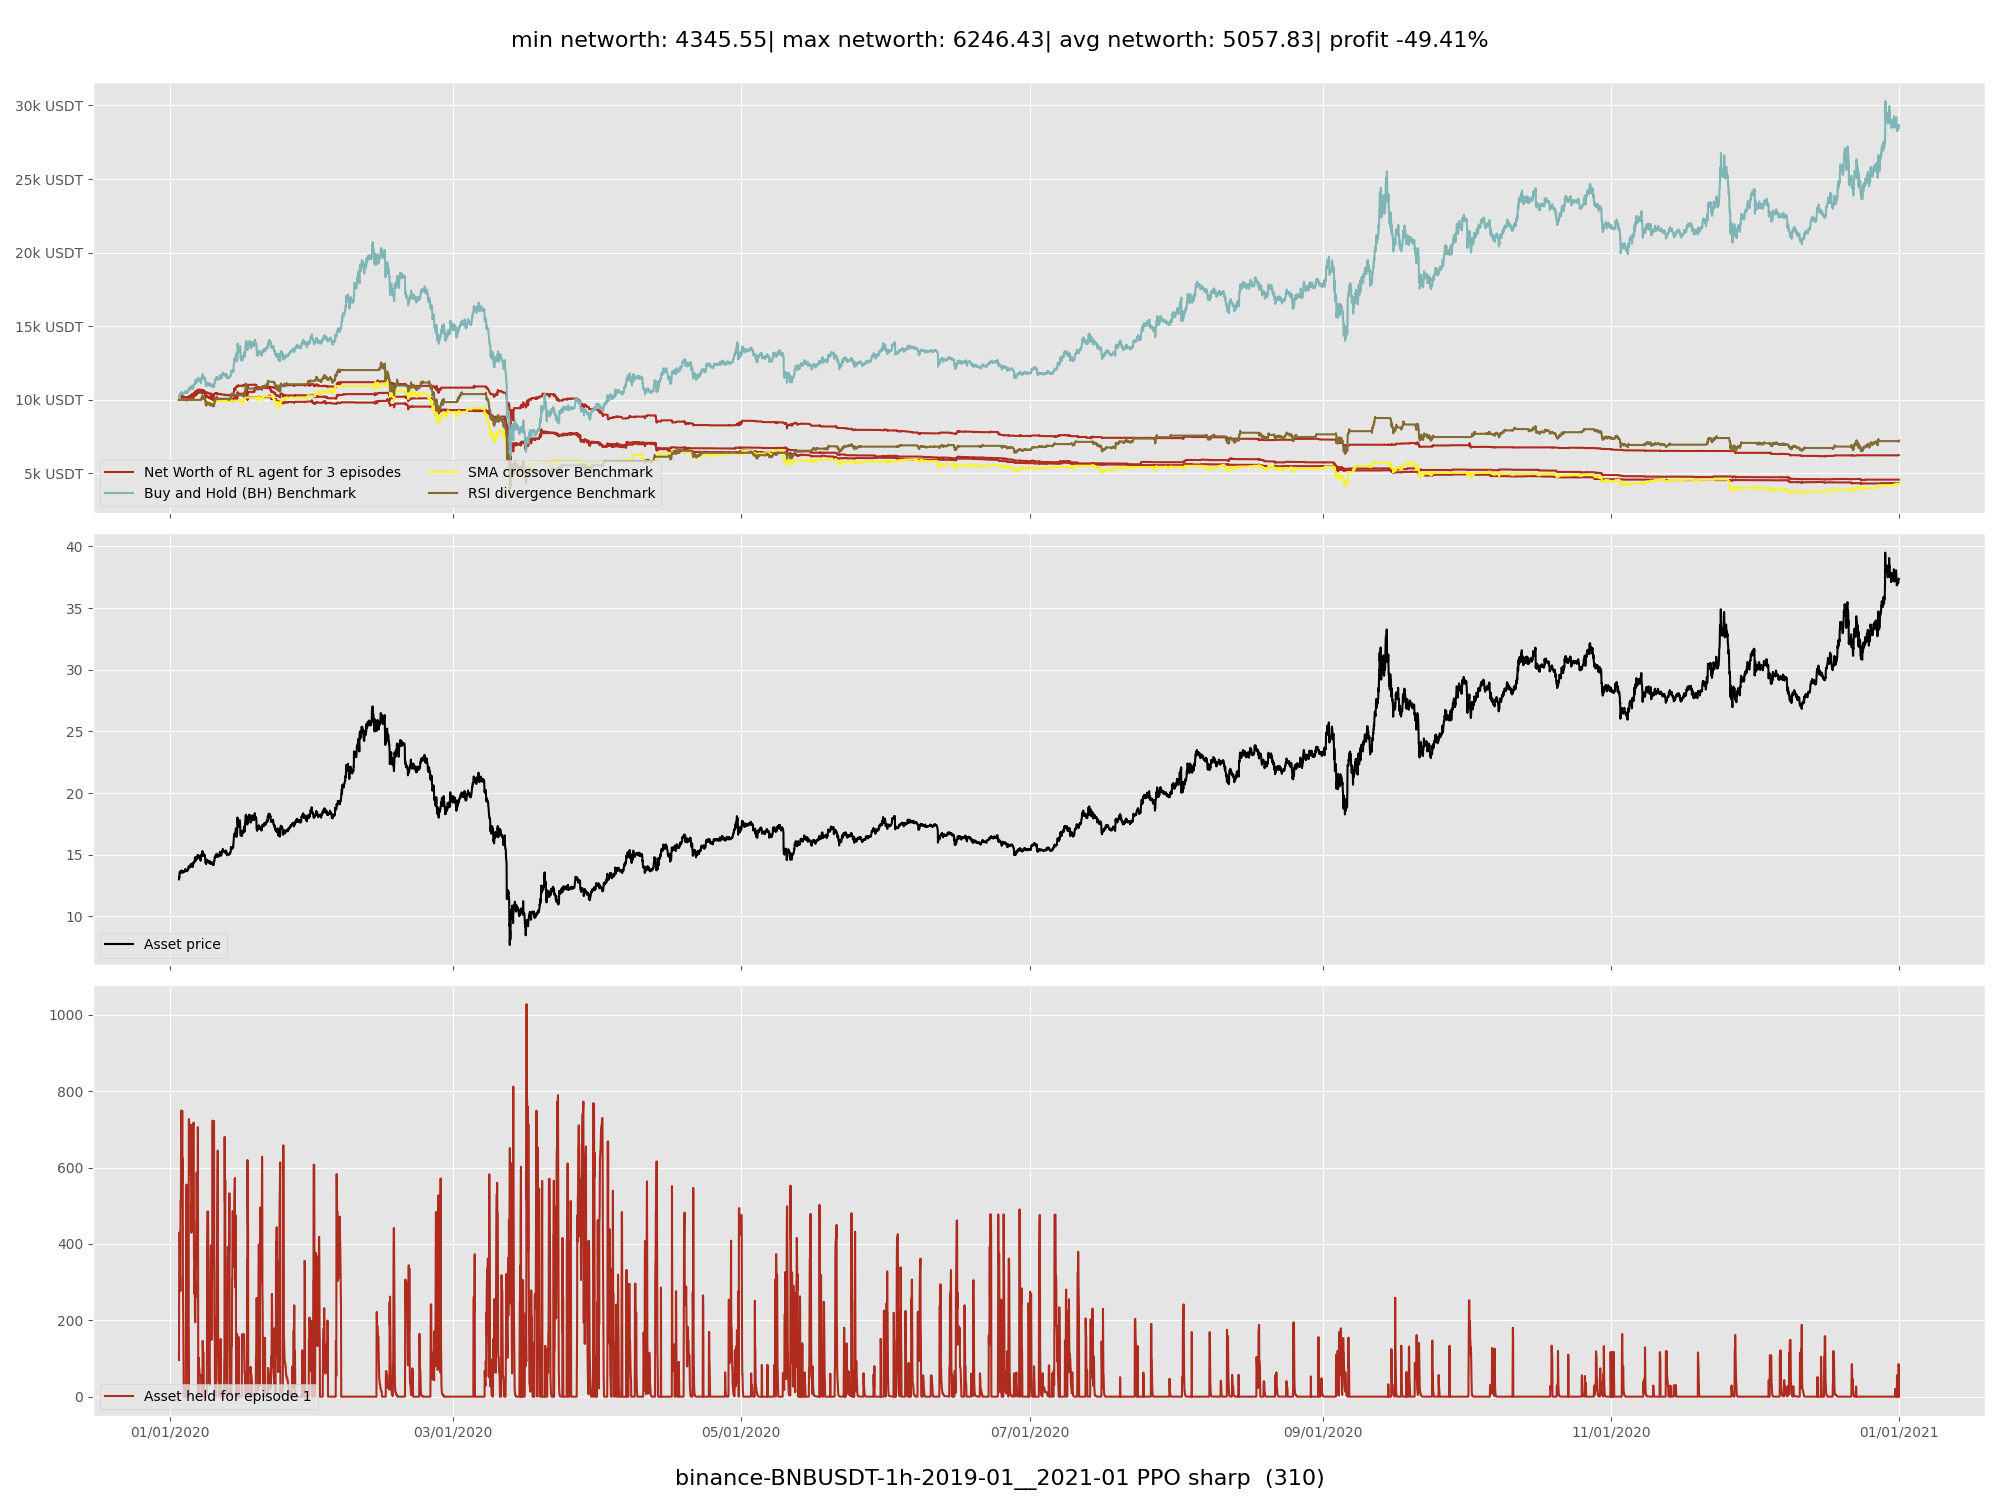 min networth: 4345.55| max networth: 6246.43| avg networth: 5057.83| profit -49.41%
30k USDT
25k USDT
20k USDT
15k USDT
10k USDT
5k USDT
Net Worth of RL agent for 3 episodes
Buy and Hold (BH) Benchmark
SMA crossover Benchmark
RSI divergence Benchmark
40
35
30
25
20
15
10
Asset price
1000
800
600
400
200
0
Asset held for episode 1
01/01/2020 03/01/2020 05/01/2020 07/01/2020 09/01/2020 11/01/2020 01/01/2021
binance-BNBUSDT-1h-2019-01__2021-01 PPO sharp  (310)